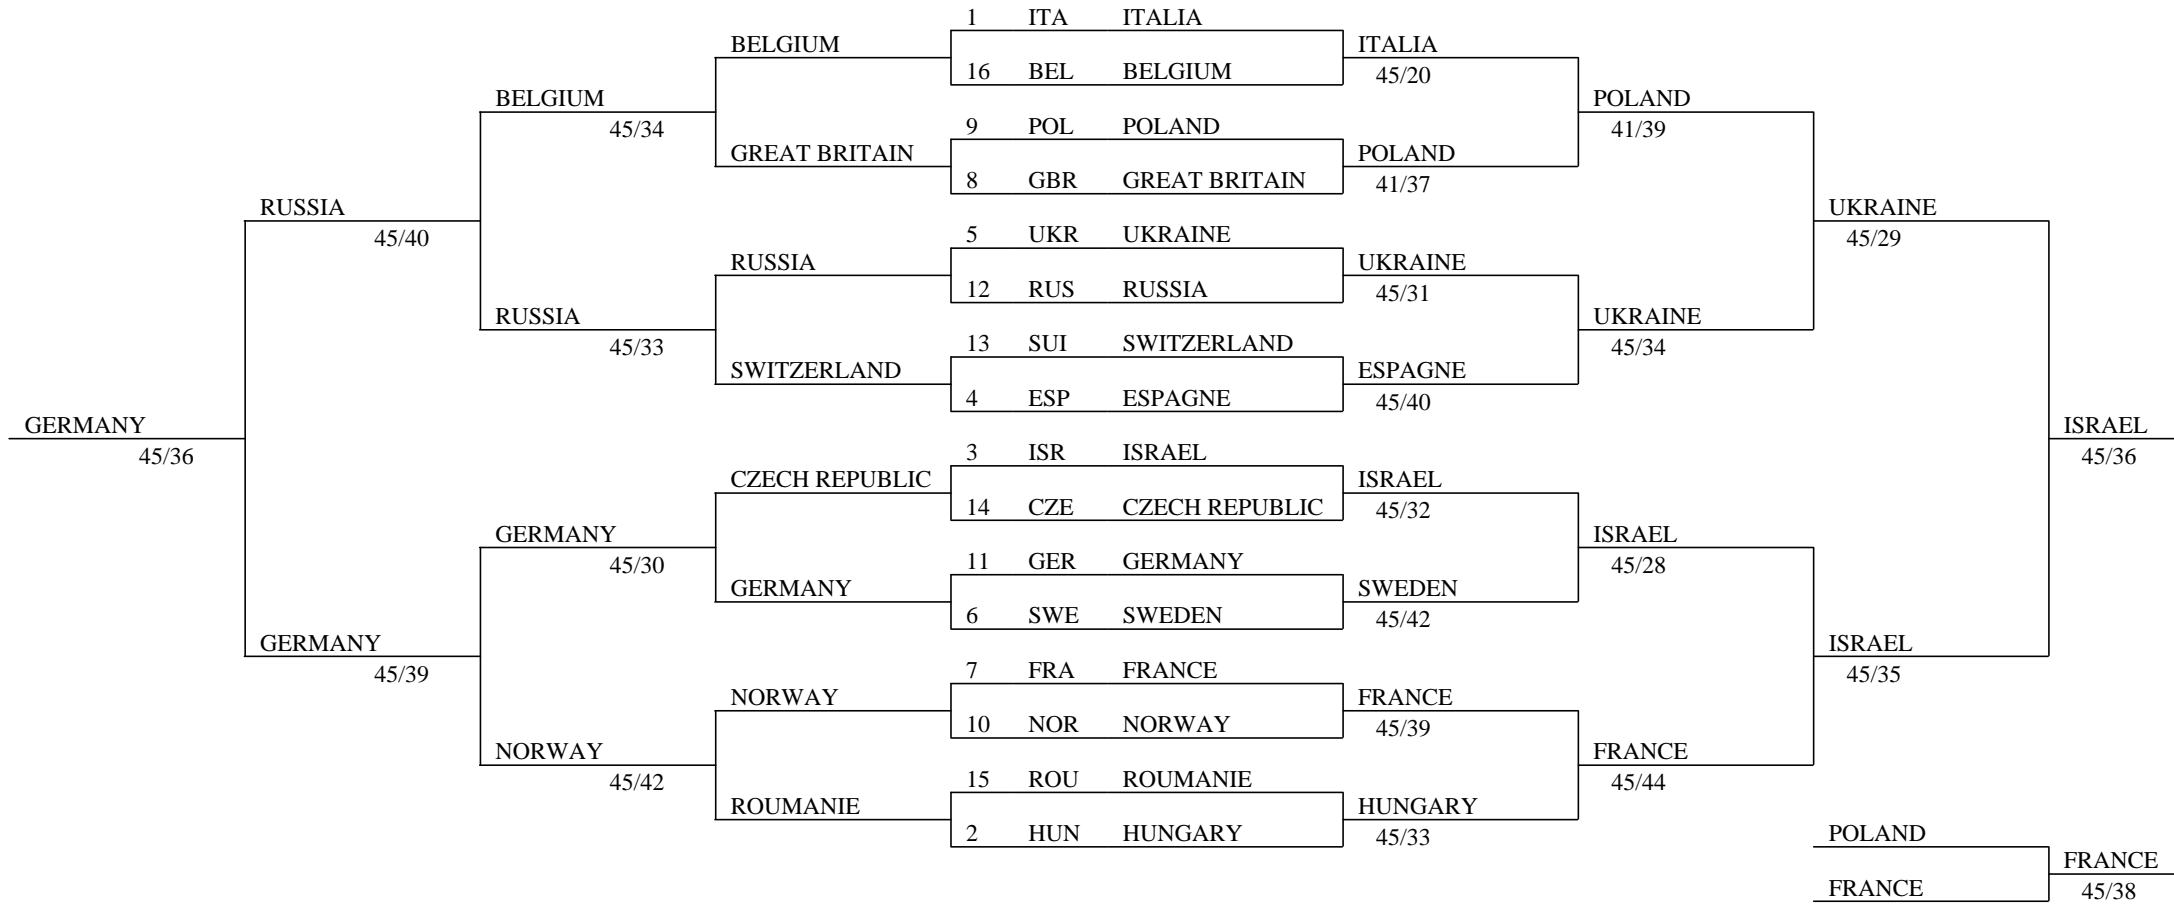 1 ITA ITALIA
BELGIUM ITALIA
16 BEL BELGIUM 45/20
BELGIUM POLAND
45/34 9 POL POLAND 41/39
GREAT BRITAIN POLAND
8 GBR GREAT BRITAIN 41/37
RUSSIA UKRAINE
45/40 5 UKR UKRAINE 45/29
RUSSIA UKRAINE
12 RUS RUSSIA 45/31
RUSSIA UKRAINE
45/33 13 SUI SWITZERLAND 45/34
SWITZERLAND ESPAGNE
4 ESP ESPAGNE 45/40
GERMANY ISRAEL
45/36 3 ISR ISRAEL 45/36
CZECH REPUBLIC ISRAEL
14 CZE CZECH REPUBLIC 45/32
GERMANY ISRAEL
45/30 11 GER GERMANY 45/28
GERMANY SWEDEN
6 SWE SWEDEN 45/42
GERMANY ISRAEL
45/39 7 FRA FRANCE 45/35
NORWAY FRANCE
10 NOR NORWAY 45/39
NORWAY FRANCE
45/42 15 ROU ROUMANIE 45/44
ROUMANIE HUNGARY
2 HUN HUNGARY 45/33
POLAND
FRANCE
FRANCE 45/38